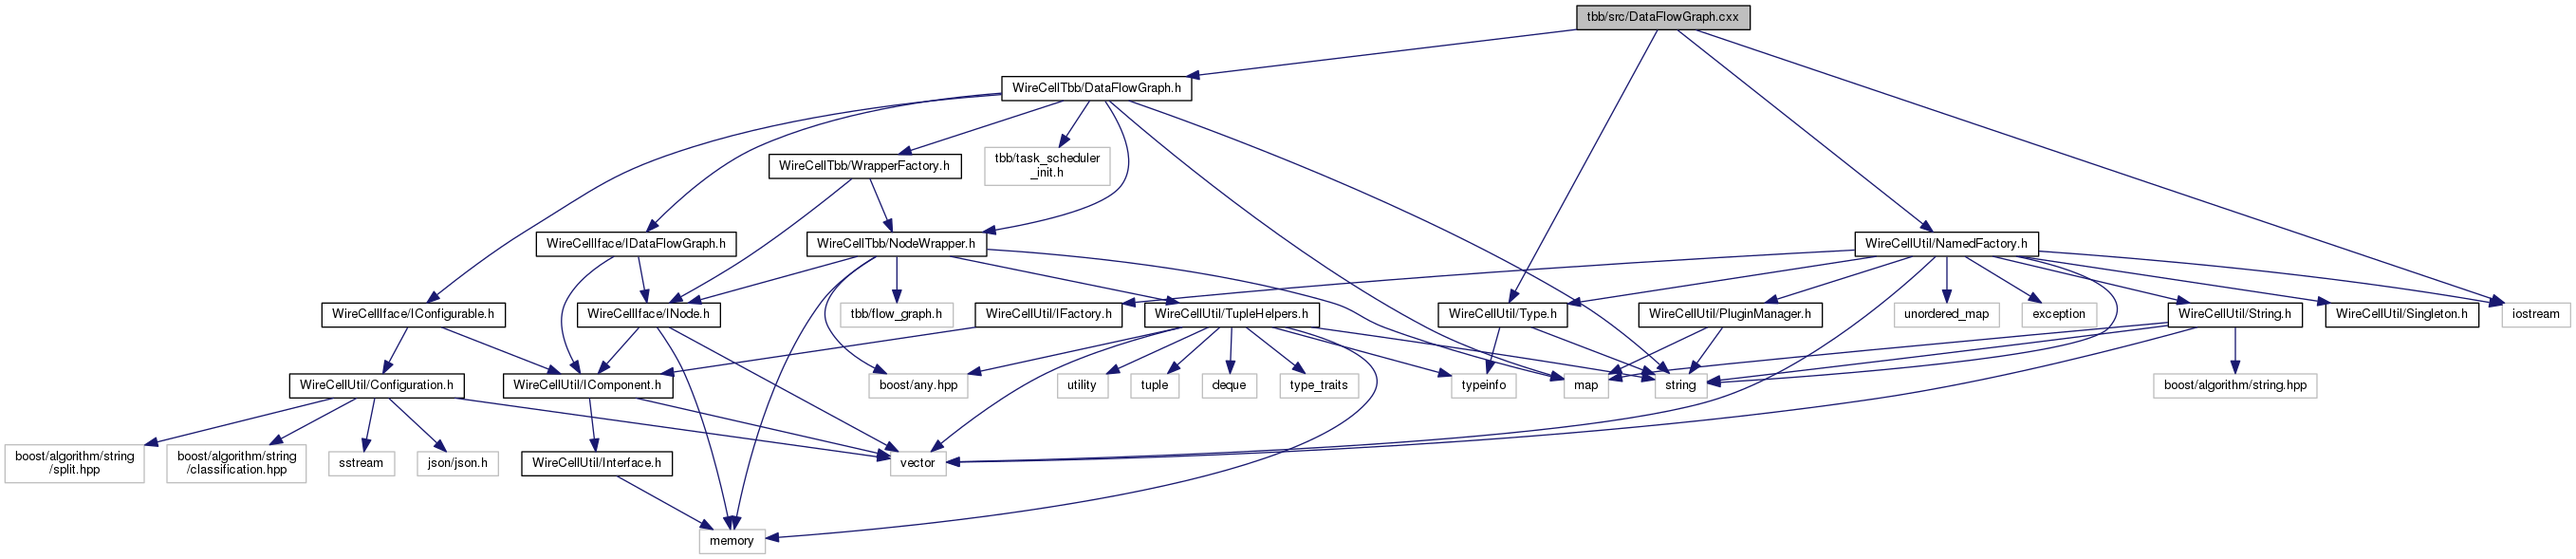 tbb/src/DataFlowGraph.cxx
WireCellTbb/DataFlowGraph.h
WireCellTbb/WrapperFactory.h
tbb/task_scheduler
_init.h
WireCellIface/IDataFlowGraph.h
WireCellTbb/NodeWrapper.h
WireCellUtil/NamedFactory.h
WireCellIface/IConfigurable.h
WireCellIface/INode.h
tbb/flow_graph.h
WireCellUtil/IFactory.h
WireCellUtil/TupleHelpers.h
WireCellUtil/Type.h
WireCellUtil/PluginManager.h
unordered_map
exception
WireCellUtil/String.h
WireCellUtil/Singleton.h
iostream
WireCellUtil/Configuration.h
WireCellUtil/IComponent.h
boost/any.hpp
utility
tuple
deque
type_traits
typeinfo
map
string
boost/algorithm/string.hpp
boost/algorithm/string
/split.hpp
boost/algorithm/string
/classification.hpp
sstream
json/json.h
WireCellUtil/Interface.h
vector
memory